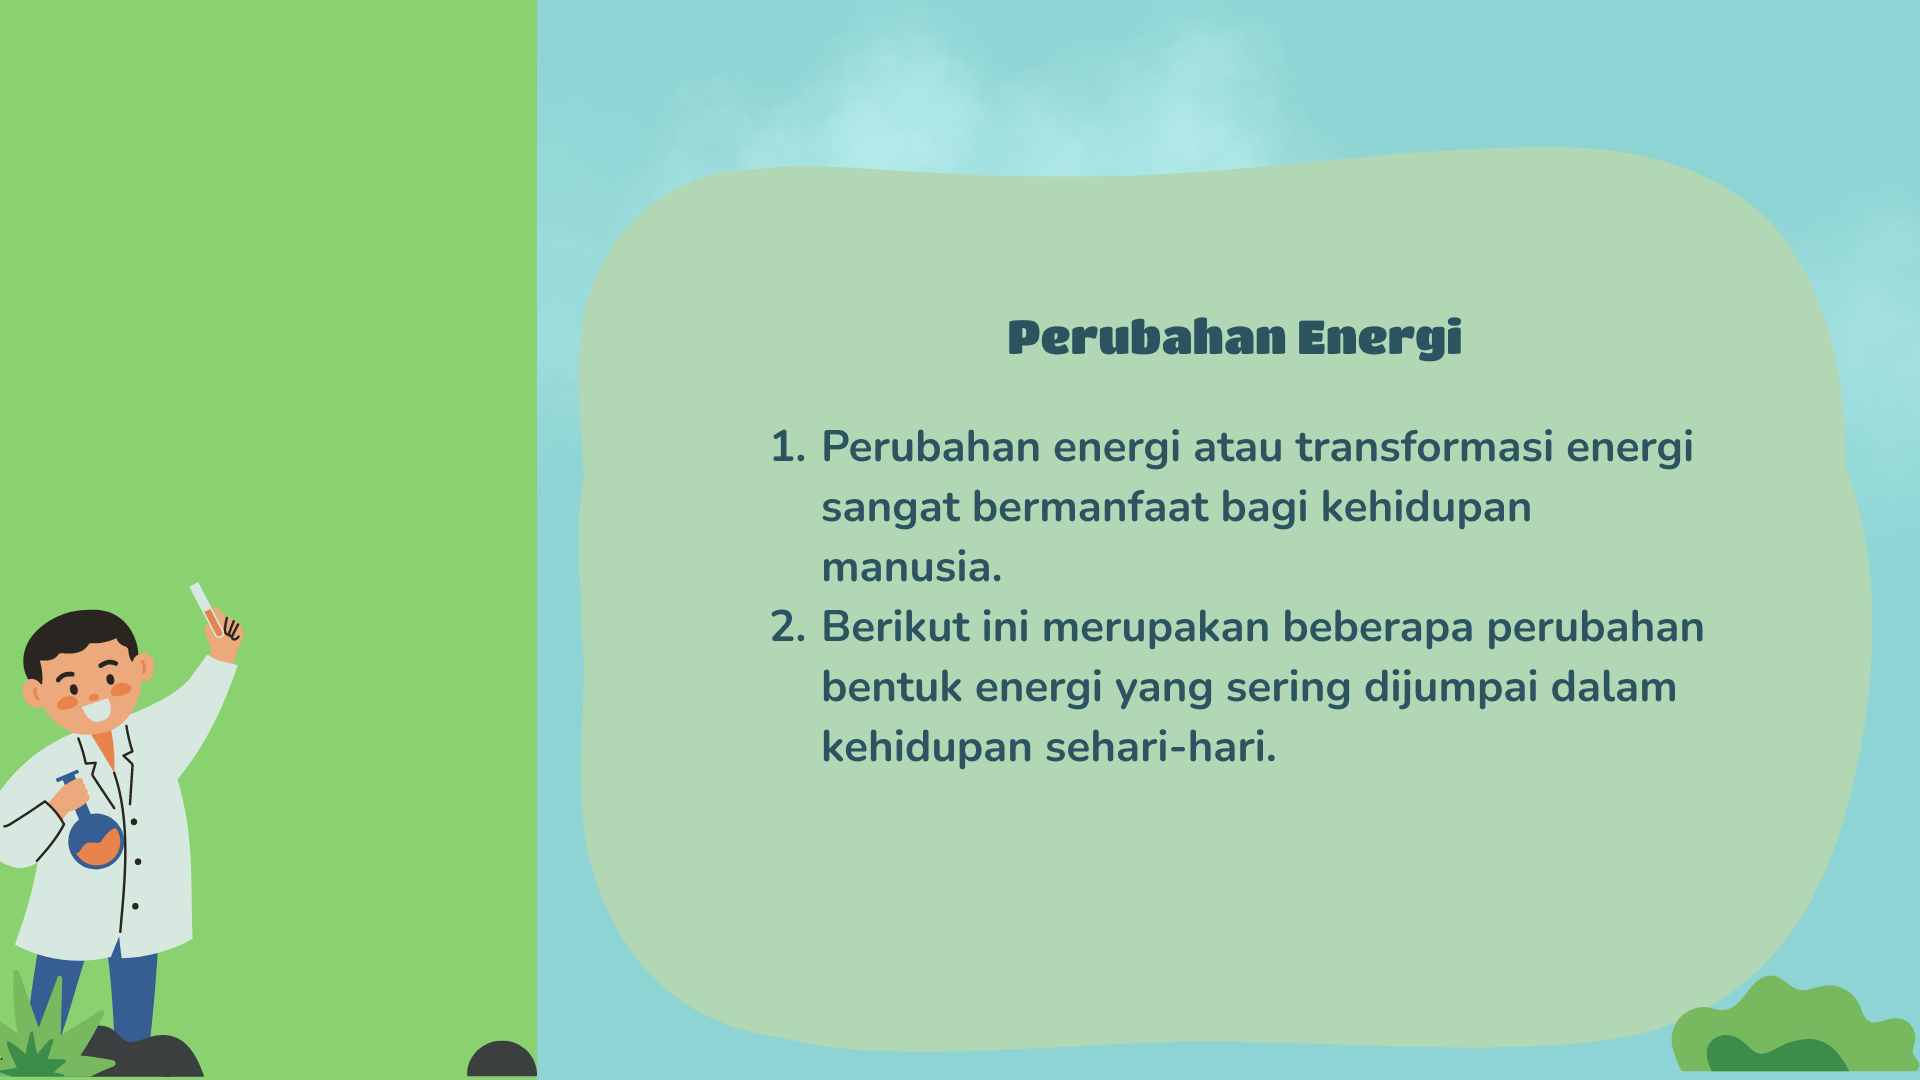 Perubahan Energi
1. Perubahan energi atau transformasi energi
sangat bermanfaat bagi kehidupan
manusia.
2. Berikut ini merupakan beberapa perubahan
bentuk energi yang sering dijumpai dalam
kehidupan sehari-hari.